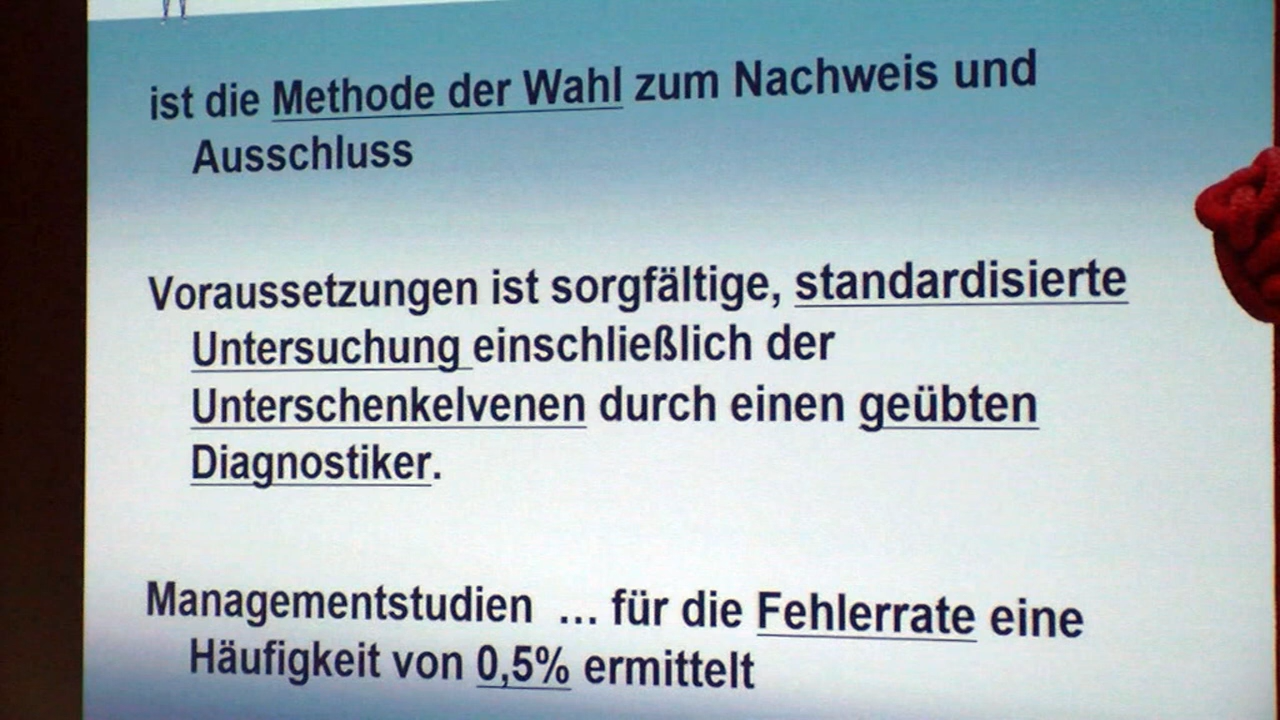 ist die Methode der Wahl zum Nachweis und
Ausschluss
Voraussetzungen ist sorgfältige, standardisierte
Untersuchung einschließlich der
Unterschenkelvenen durch einen geübten
Diagnostiker.
Managementstudien ... für die Fehlerrate eine
Häufigkeit von 0,5% ermittelt